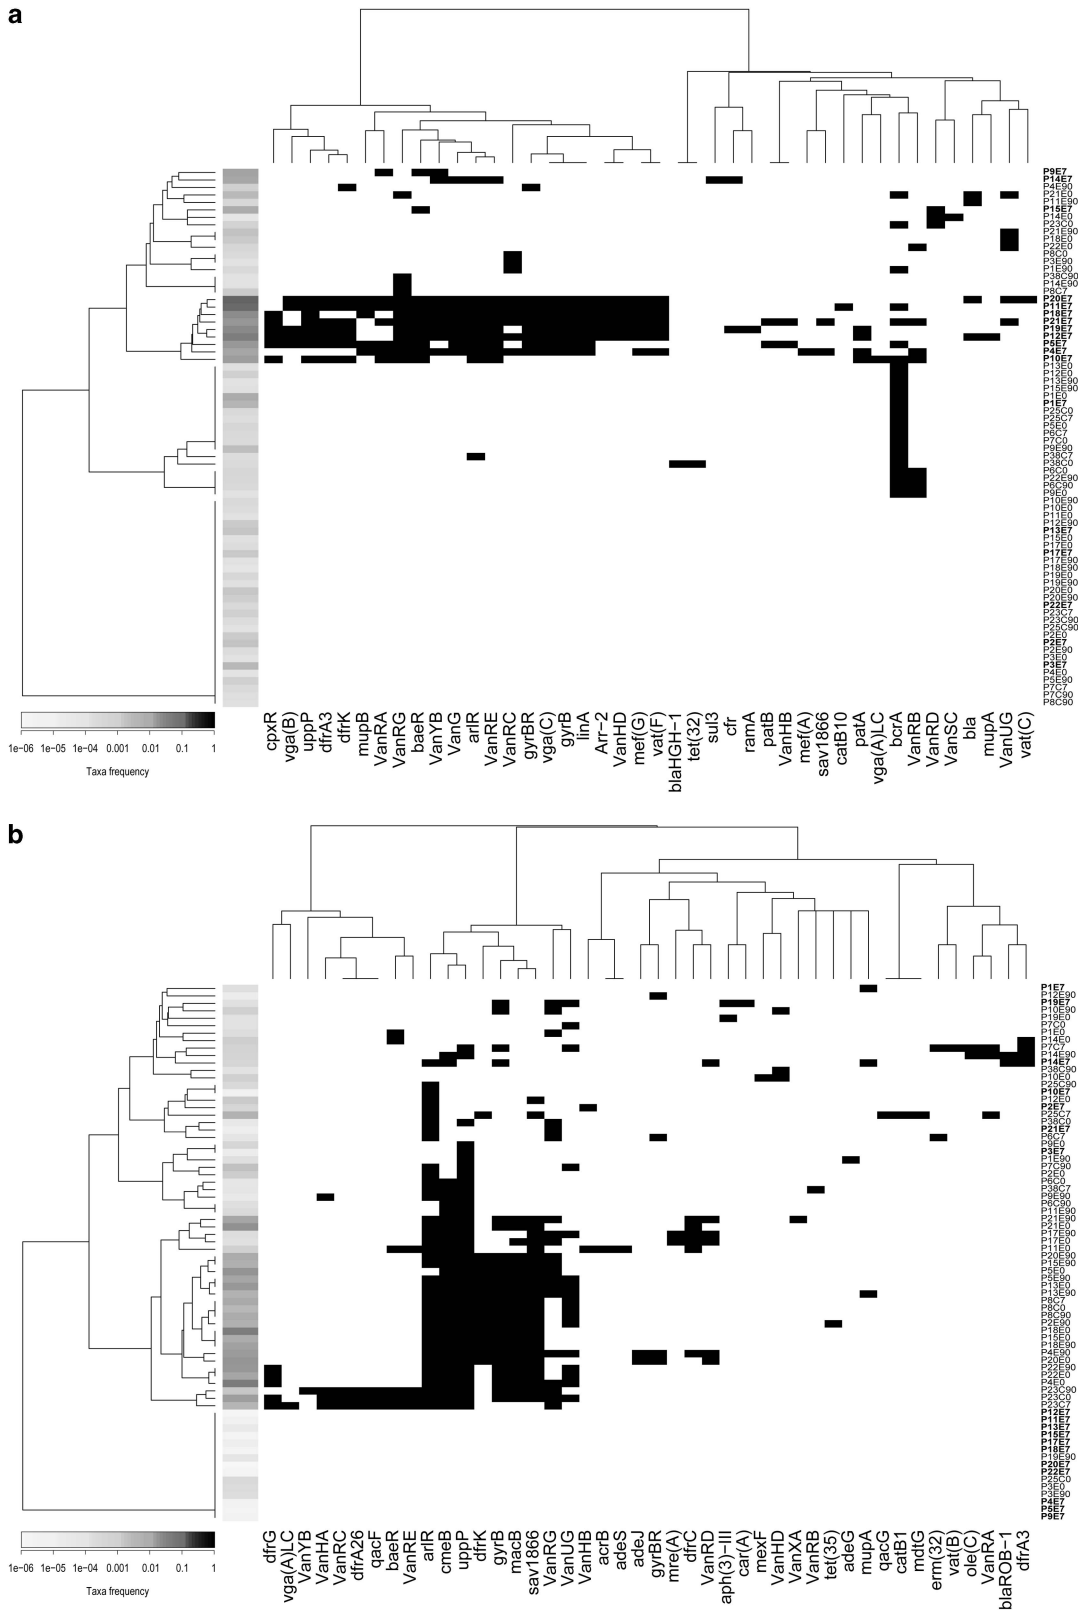 a
P9E7
P14E7
P4E90
P21E0
P11E90
P15E7
P14E0
P23C0
P21E90
P18E0
P22E0
P8C0
P3E90
P1E90
P38C90
P14E90
P8C7
P20E7
P11E7
P18E7
P21E7
P19E7
P12E7
P5E7
P4E7
P10E7
P13E0
P12E0
P13E90
P15E90
P1E0
P1E7
P25C0
P25C7
P5E0
P6C7
P7C0
P9E90
P38C7
P38C0
P6C0
P22E90
P6C90
P9E0
P10E90
P10E0
P11E0
P12E90
P13E7
P15E0
P17E0
P17E7
P17E90
P18E90
P19E0
P19E90
P20E0
P20E90
P22E7
P23C7
P23C90
P25C90
P2E0
P2E7
P2E90
P3E0
P3E7
P4E0
P5E90
P7C7
P7C90
P8C90
1e-06 1e-05 1e-04 0.001 0.01 0.1 1
Taxa frequency
cpxR vga(B) uppP dfrA3 dfrK mupB VanRA VanRG baeR VanYB VanG arlR VanRE VanRC gyrBR vga(C) gyrB linA Arr-2 VanHD mef(G) vat(F) blaHGH-1 tet(32) sul3 cfr ramA patB VanHB mef(A) sav1866 catB10 patA vga(A)LC bcrA VanRB VanRD VanSC bla mupA VanUG vat(C)
b
P1E7
P12E90
P19E7
P10E90
P19E0
P7C0
P1E0
P14E0
P7C7
P14E90
P14E7
P38C90
P10E0
P25C90
P10E7
P12E0
P2E7
P25C7
P38C0
P21E7
P6C7
P9E0
P3E7
P1E90
P7C90
P2E0
P6C0
P38C7
P9E90
P6C90
P11E90
P21E90
P21E0
P17E90
P17E0
P11E0
P20E90
P15E90
P5E0
P5E90
P13E0
P13E90
P8C7
P8C0
P8C90
P2E90
P18E0
P15E0
P18E90
P4E90
P20E0
P22E90
P22E0
P4E0
P23C90
P23C0
P23C7
P12E7
P11E7
P13E7
P15E7
P17E7
P18E7
P19E90
P20E7
P22E7
P25C0
P3E0
P3E90
P4E7
P5E7
P9E7
1e-06 1e-05 1e-04 0.001 0.01 0.1 1
Taxa frequency
dfrG vga(A)LC VanYB VanHA VanRC dfrA26 qacF baeR VanRE arlR cmeB uppP dfrK gyrB macB sav1866 VanRG VanUG VanHB acrB adeS adeJ gyrBR mre(A) dfrC VanRD aph(3)-III car(A) mexF VanHD VanXA VanRB tet(35) adeG mupA qacG catB1 mdtG erm(32) vat(B) ole(C) VanRA blaROB-1 dfrA3